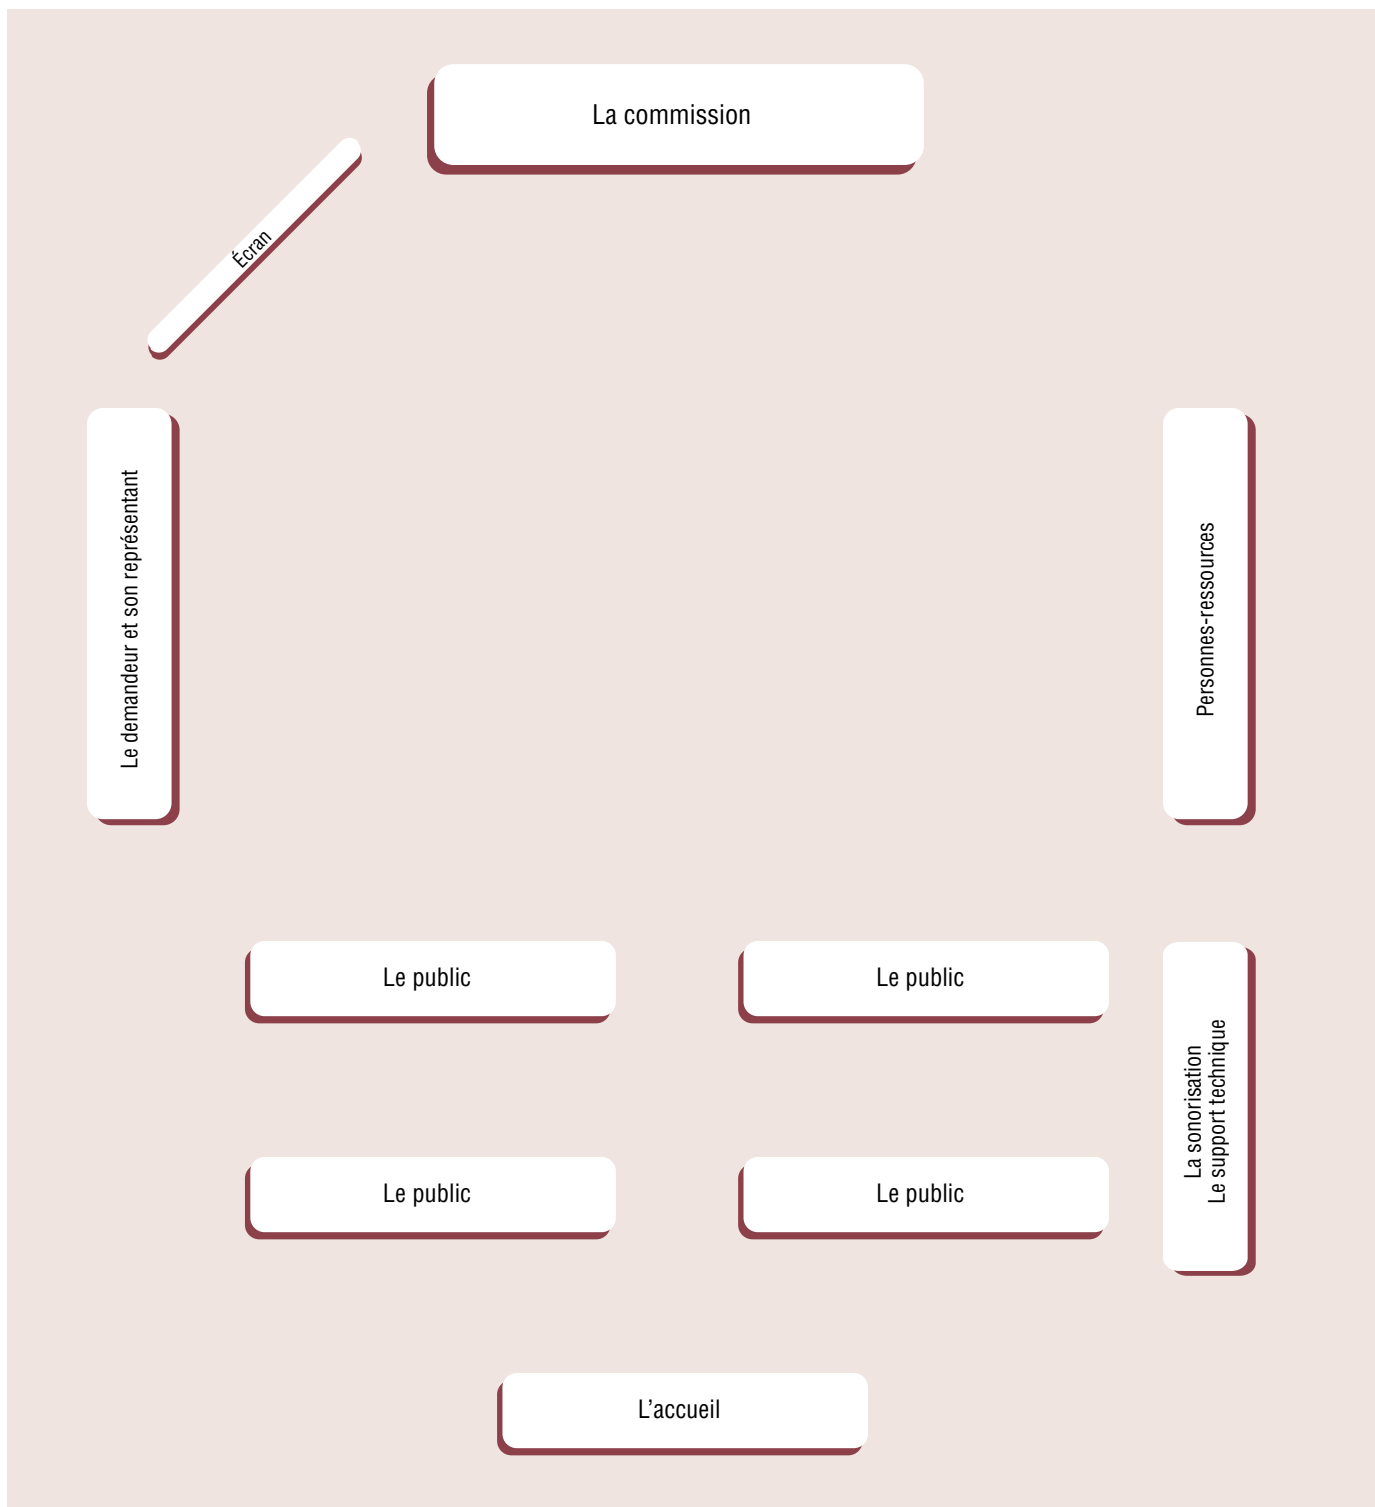 La commission
Écran
Le demandeur et son représentant
Personnes-ressources
Le public
Le public
La sonorisation
Le support technique
Le public
Le public
L’accueil